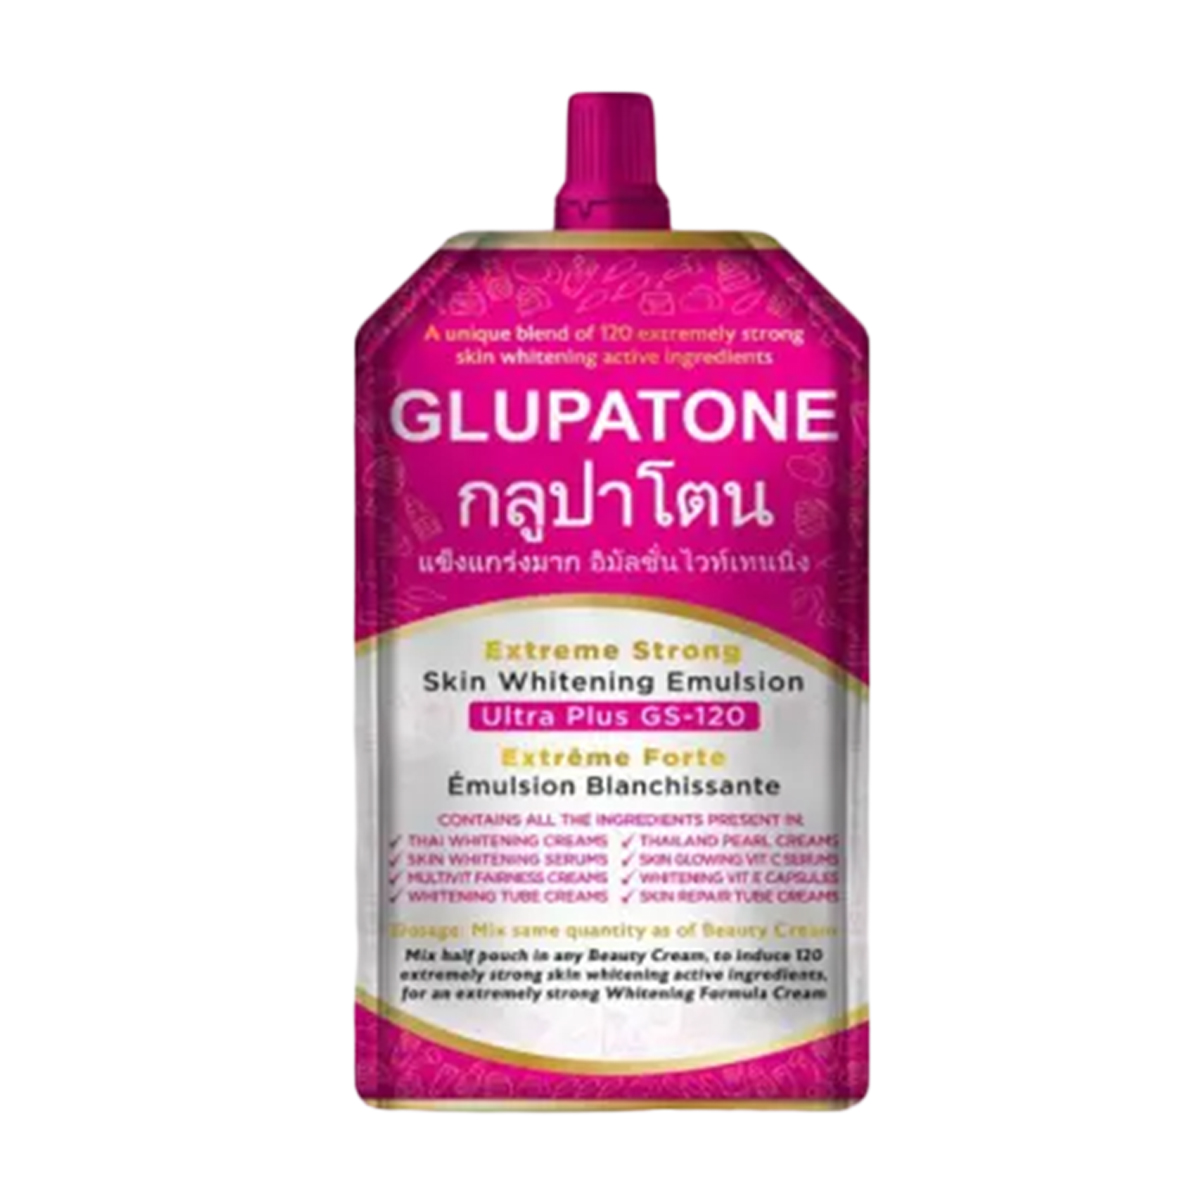 A unique blend of 120 extremely strong
skin whitening active ingredients
GLUPATONE
กลูปาโตน
แข็งแกร่งมาก อิมัลชั่นไวท์เทนนิ่ง
Extreme Strong
Skin Whitening Emulsion
Ultra Plus GS-120
Extrême Forte
Émulsion Blanchissante
CONTAINS ALL THE INGREDIENTS PRESENT IN:
✓ THAI WHITENING CREAMS ✓ THAILAND PEARL CREAMS
✓ SKIN WHITENING SERUMS ✓ SKIN GLOWING VIT C SERUMS
✓ MULTIVIT FAIRNESS CREAMS ✓ WHITENING VIT E CAPSULES
✓ WHITENING TUBE CREAMS ✓ SKIN REPAIR TUBE CREAMS
Dosage: Mix same quantity as of Beauty Cream
Mix half pouch in any Beauty Cream, to induce 120
extremely strong skin whitening active ingredients,
for an extremely strong Whitening Formula Cream